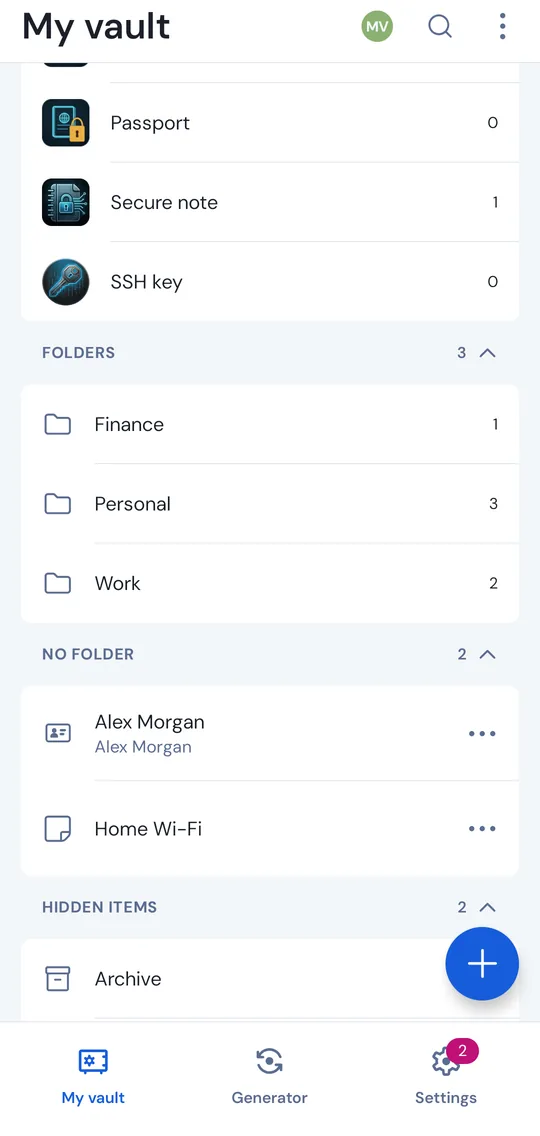 My vault
MV
Passport 0
Secure note 1
SSH key 0
FOLDERS 3
Finance 1
Personal 3
Work 2
NO FOLDER 2
Alex Morgan
Alex Morgan
Home Wi-Fi
HIDDEN ITEMS 2
Archive
2
My vault Generator Settings